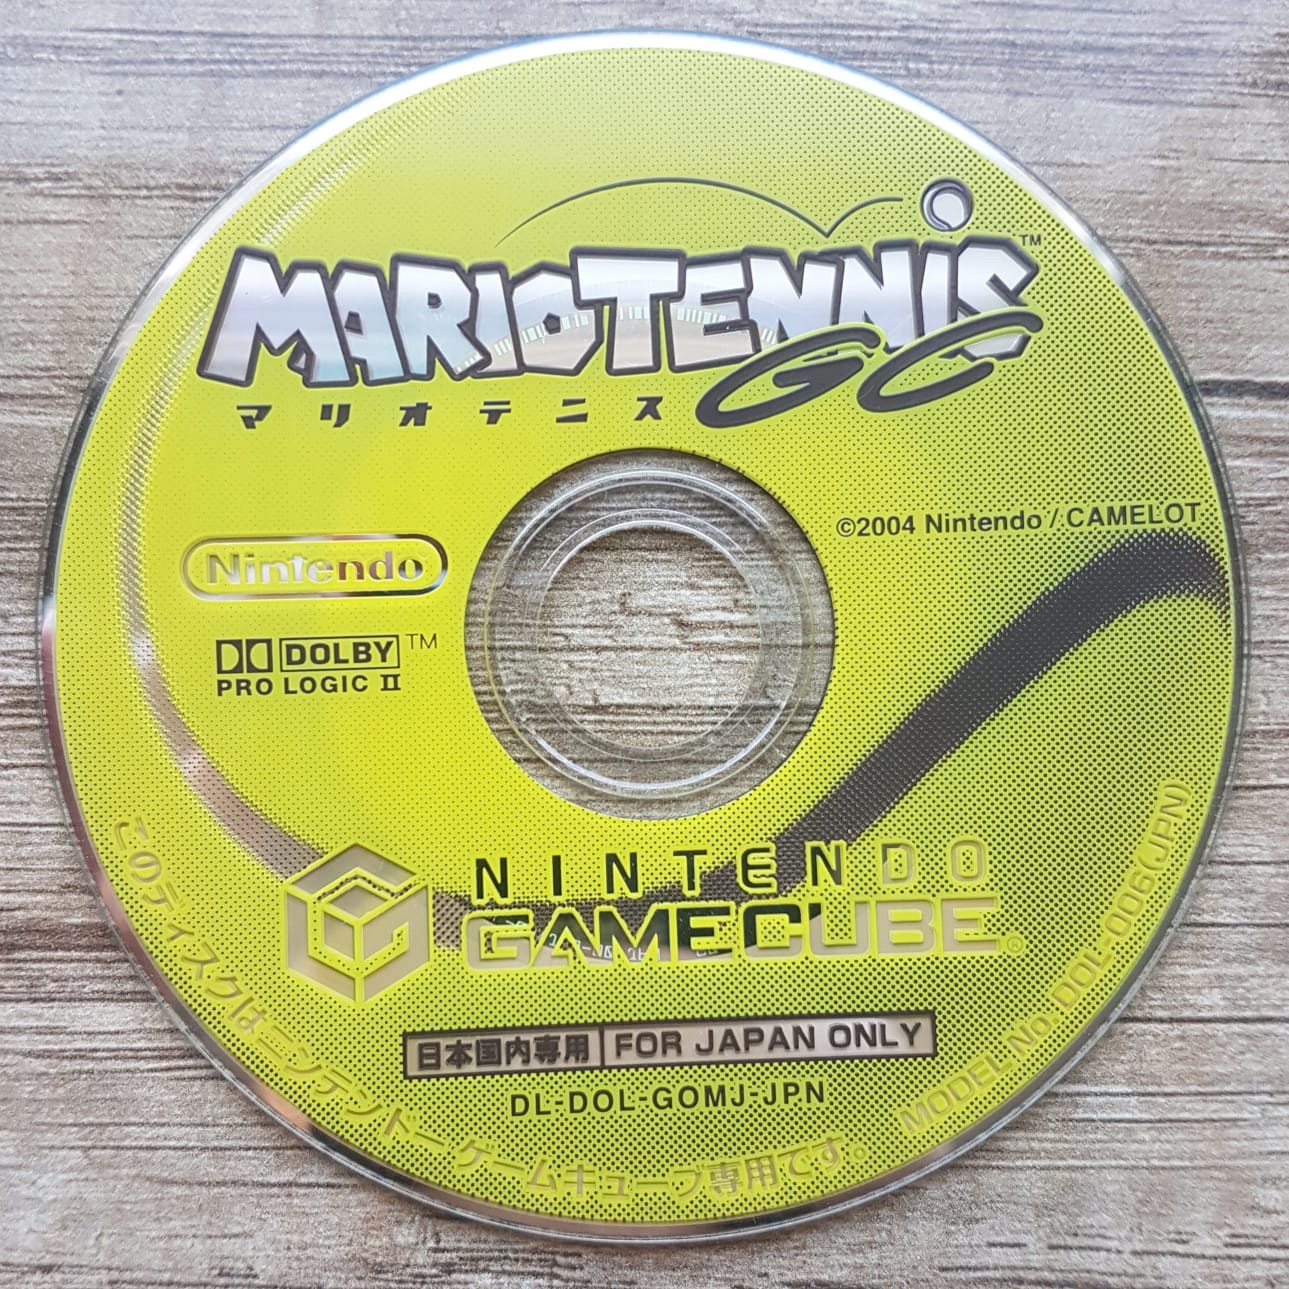 MARIOTENNIS™
GC
マリオテニス
©2004 Nintendo / CAMELOT
Nintendo
DOLBY™
PRO LOGIC II
NINTENDO
GAMECUBE®
日本国内専用 FOR JAPAN ONLY
DL-DOL-GOMJ-JPN
このディスクはニンテンドーゲームキューブ専用です。
MODEL No. DOL-006(JPN)